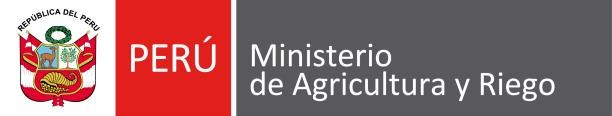 REPÚBLICA DEL PERÚ
PERÚ
Ministerio
de Agricultura y Riego